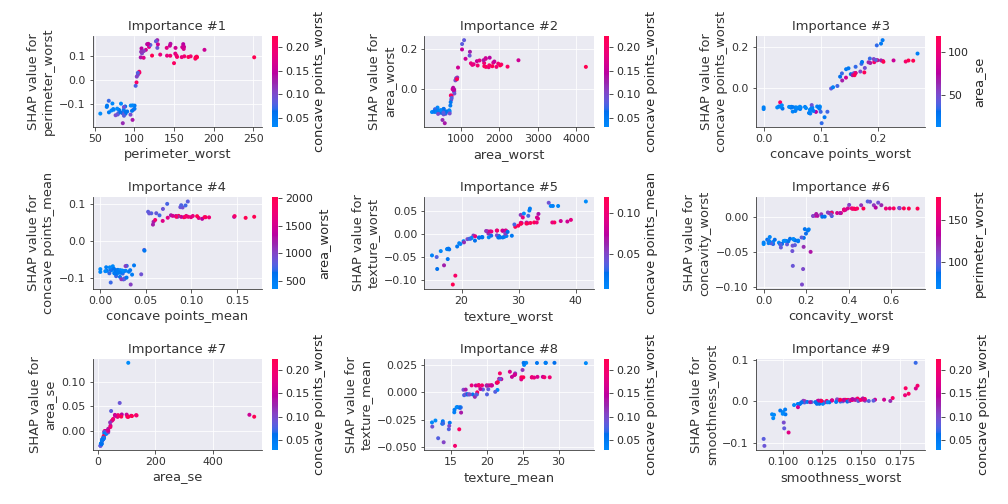 Importance #1
SHAP value for
perimeter_worst
0.1
0.0
−0.1
50
100
150
200
250
perimeter_worst
0.20
0.15
0.10
0.05
concave points_worst
Importance #2
SHAP value for
area_worst
0.2
0.0
1000
2000
3000
4000
area_worst
0.20
0.15
0.10
0.05
concave points_worst
Importance #3
SHAP value for
concave points_worst
0.2
0.0
0.0
0.1
0.2
concave points_worst
100
50
area_se
Importance #4
SHAP value for
concave points_mean
0.1
0.0
−0.1
0.00
0.05
0.10
0.15
concave points_mean
2000
1500
1000
500
area_worst
Importance #5
SHAP value for
texture_worst
0.05
0.00
−0.05
−0.10
20
30
40
texture_worst
0.10
0.05
concave points_mean
Importance #6
SHAP value for
concavity_worst
0.00
−0.05
−0.10
0.0
0.2
0.4
0.6
concavity_worst
150
100
perimeter_worst
Importance #7
SHAP value for
area_se
0.10
0.05
0.00
0
200
400
area_se
0.20
0.15
0.10
0.05
concave points_worst
Importance #8
SHAP value for
texture_mean
0.025
0.000
−0.025
−0.050
15
20
25
30
texture_mean
0.20
0.15
0.10
0.05
concave points_worst
Importance #9
SHAP value for
smoothness_worst
0.1
0.0
−0.1
0.100
0.125
0.150
0.175
smoothness_worst
0.20
0.15
0.10
0.05
concave points_worst